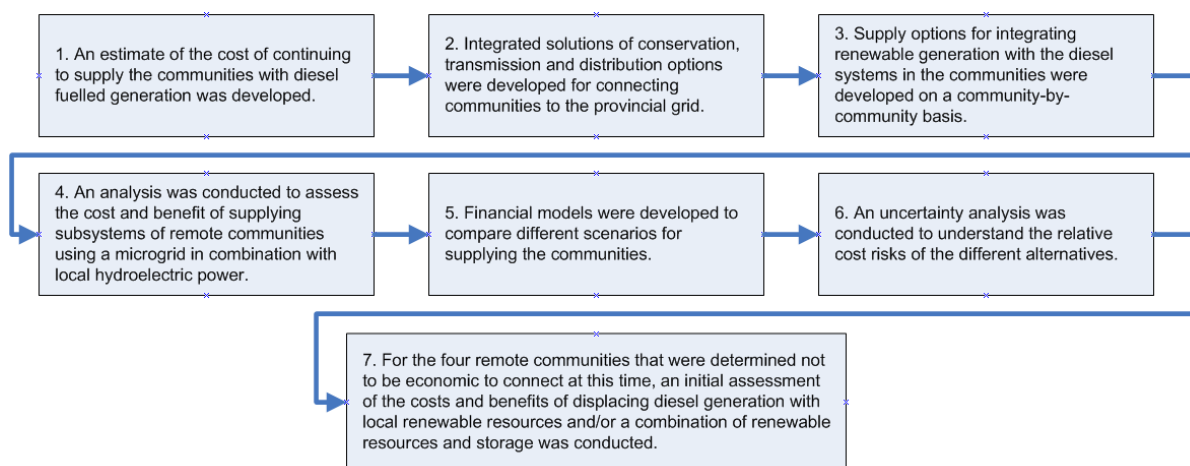 1. An estimate of the cost of continuing
to supply the communities with diesel
fuelled generation was developed.
2. Integrated solutions of conservation,
transmission and distribution options
were developed for connecting
communities to the provincial grid.
3. Supply options for integrating
renewable generation with the diesel
systems in the communities were
developed on a community-by-
community basis.
4. An analysis was conducted to assess
the cost and benefit of supplying
subsystems of remote communities
using a microgrid in combination with
local hydroelectric power.
5. Financial models were developed to
compare different scenarios for
supplying the communities.
6. An uncertainty analysis was
conducted to understand the relative
cost risks of the different alternatives.
7. For the four remote communities that were determined not
to be economic to connect at this time, an initial assessment
of the costs and benefits of displacing diesel generation with
local renewable resources and/or a combination of renewable
resources and storage was conducted.